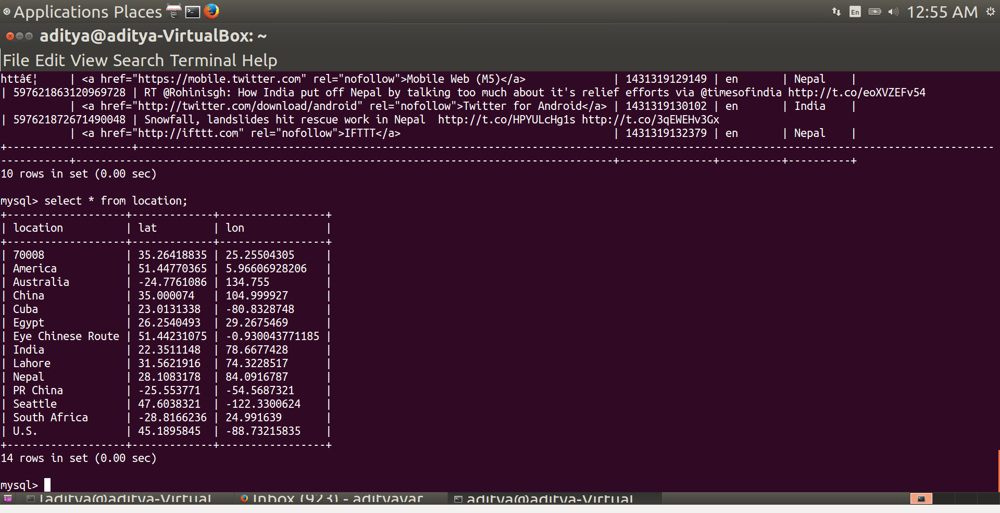 Applications Places En 12:55 AM
aditya@aditya-VirtualBox: ~
File Edit View Search Terminal Help
httâ€¦     | <a href="https://mobile.twitter.com" rel="nofollow">Mobile Web (M5)</a>              | 1431319129149 | en       | Nepal    |
| 597621863120969728 | RT @Rohinisgh: How India put off Nepal by talking too much about it's relief efforts via @timesofindia http://t.co/eoXVZEFv54
           | <a href="http://twitter.com/download/android" rel="nofollow">Twitter for Android</a> | 1431319130102 | en       | India    |
| 597621872671490048 | Snowfall, landslides hit rescue work in Nepal  http://t.co/HPYULcHg1s http://t.co/3qEWEHv3Gx
           | <a href="http://ifttt.com" rel="nofollow">IFTTT</a>                                  | 1431319132379 | en       | Nepal    |
+--------------------+-----------------------------------------------------------------------------------------------------------------------------------------
-----------+--------------------------------------------------------------------------------------+---------------+----------+----------+
10 rows in set (0.00 sec)
mysql> select * from location;
+-------------------+-------------+-----------------+
| location          | lat         | lon             |
+-------------------+-------------+-----------------+
| 70008             | 35.26418835 | 25.25504305     |
| America           | 51.44770365 | 5.96606928206   |
| Australia         | -24.7761086 | 134.755         |
| China             | 35.000074   | 104.999927      |
| Cuba              | 23.0131338  | -80.8328748     |
| Egypt             | 26.2540493  | 29.2675469      |
| Eye Chinese Route | 51.44231075 | -0.930043771185 |
| India             | 22.3511148  | 78.6677428      |
| Lahore            | 31.5621916  | 74.3228517      |
| Nepal             | 28.1083178  | 84.0916787      |
| PR China          | -25.553771  | -54.5687321     |
| Seattle           | 47.6038321  | -122.3300624    |
| South Africa      | -28.8166236 | 24.991639       |
| U.S.              | 45.1895845  | -88.73215835    |
+-------------------+-------------+-----------------+
14 rows in set (0.00 sec)
mysql>
[aditya@aditya-Virtual Inbox (923) - adityavar aditya@aditya-Virtual